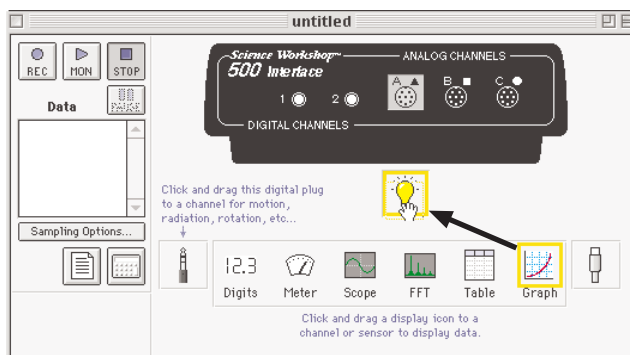 untitled
REC
MON
STOP
PAUSE
Data
Sampling Options...
Science Workshop™
500 Interface
ANALOG CHANNELS
A
B
C
1
2
DIGITAL CHANNELS
Click and drag this digital plug
to a channel for motion,
radiation, rotation, etc...
12.3
Digits
Meter
Scope
FFT
Table
Graph
Click and drag a display icon to a
channel or sensor to display data.